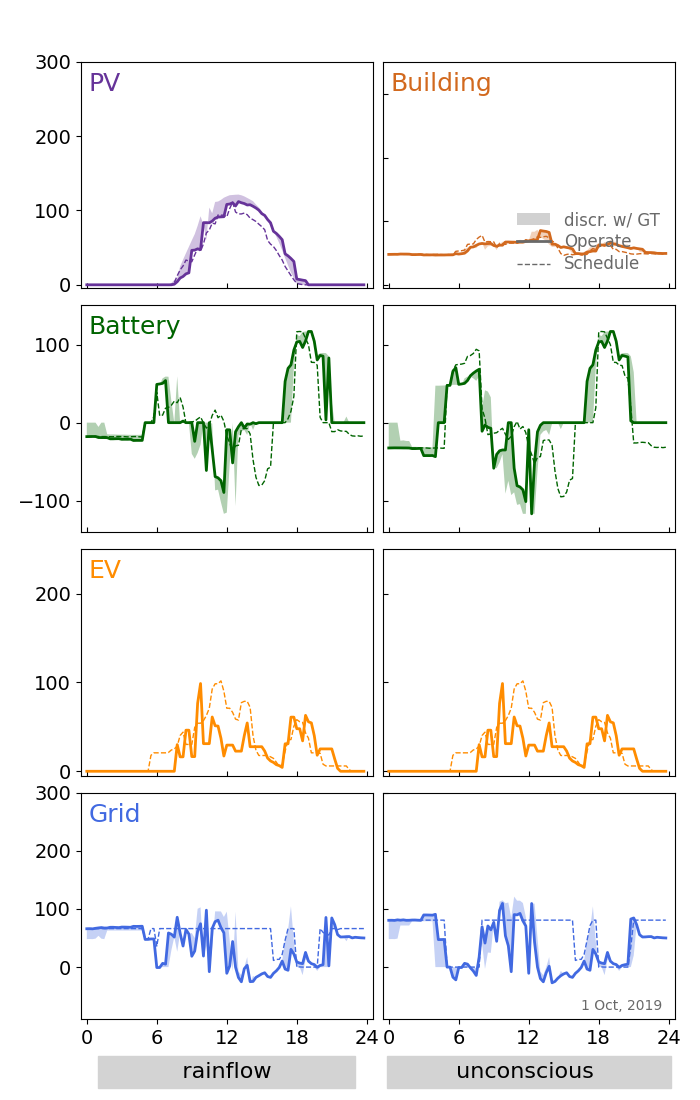 300
PV
Building
200
100
discr. w/ GT
Operate
Schedule
0
Battery
100
0
−100
EV
200
100
0
300
Grid
200
100
0
1 Oct, 2019
0 6 12 18 24 0 6 12 18 24
rainflow unconscious